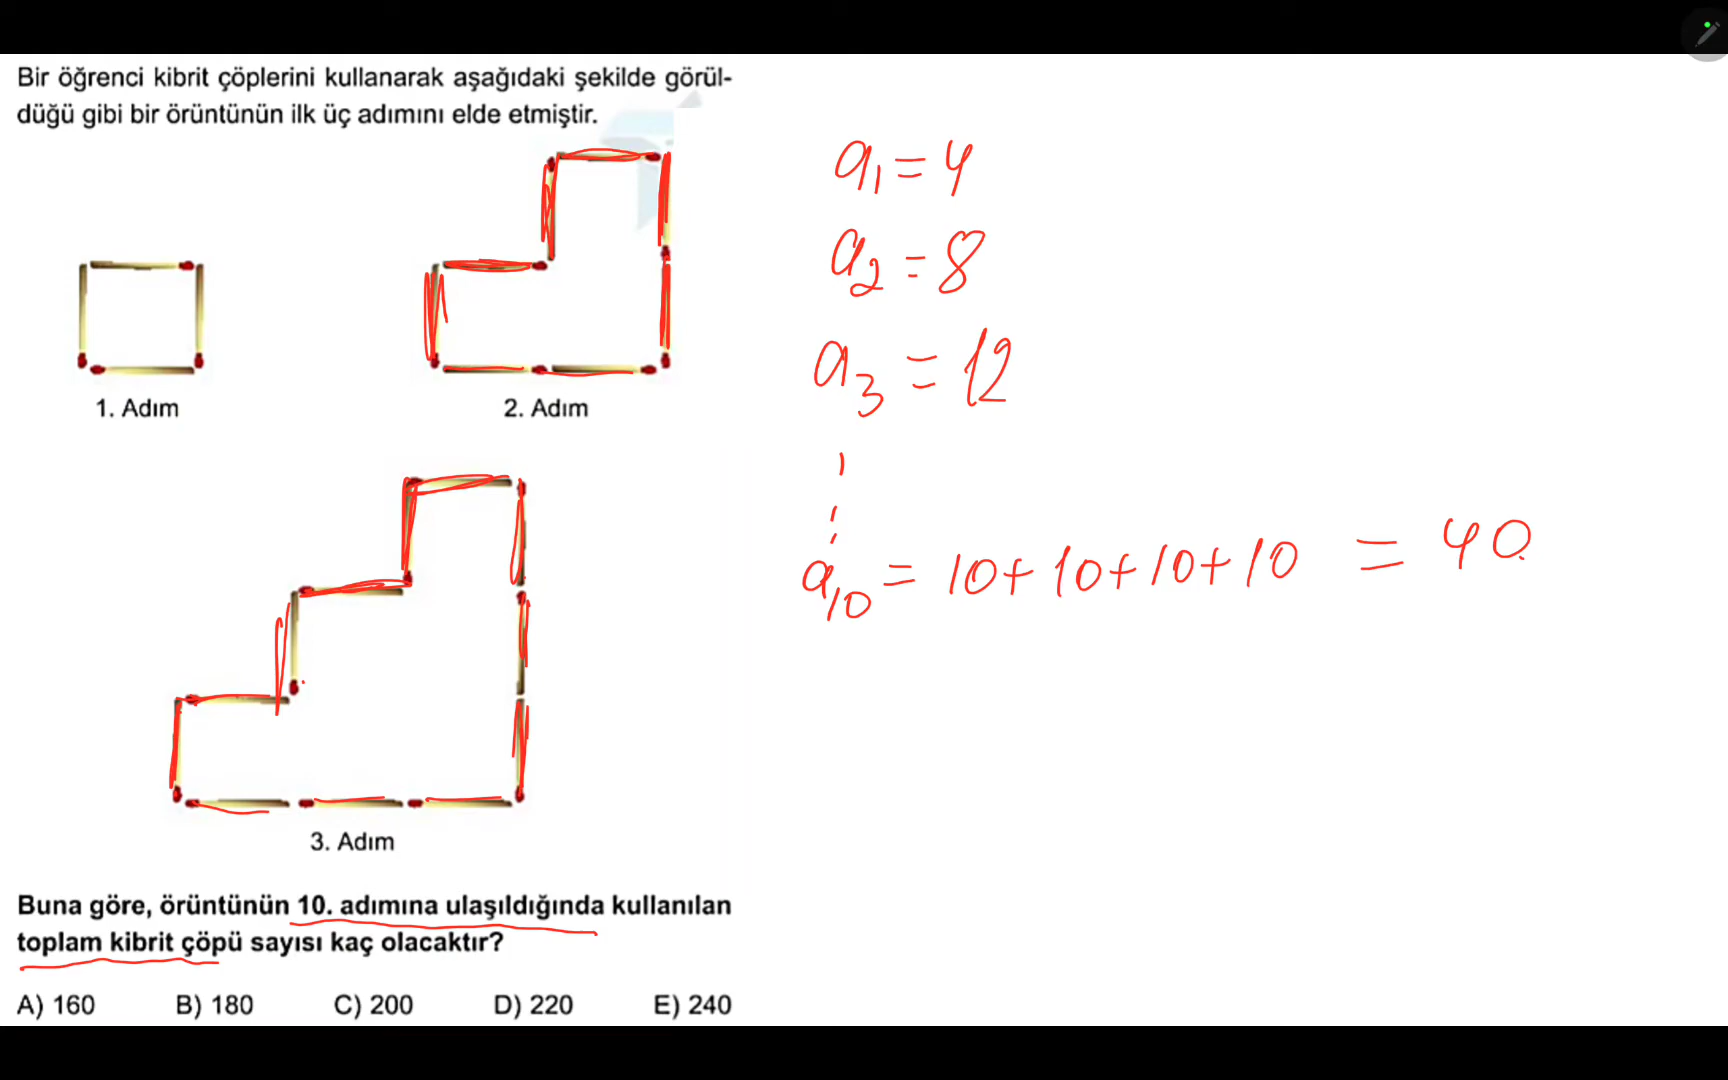 Bir öğrenci kibrit çöplerini kullanarak aşağıdaki şekilde görül-
düğü gibi bir örüntünün ilk üç adımını elde etmiştir.
1. Adım
2. Adım
3. Adım
Buna göre, örüntünün 10. adımına ulaşıldığında kullanılan
toplam kibrit çöpü sayısı kaç olacaktır?
A) 160 B) 180 C) 200 D) 220 E) 240
a₁ = 4
a₂ = 8
a₃ = 12
a₁₀ = 10+10+10+10 = 40